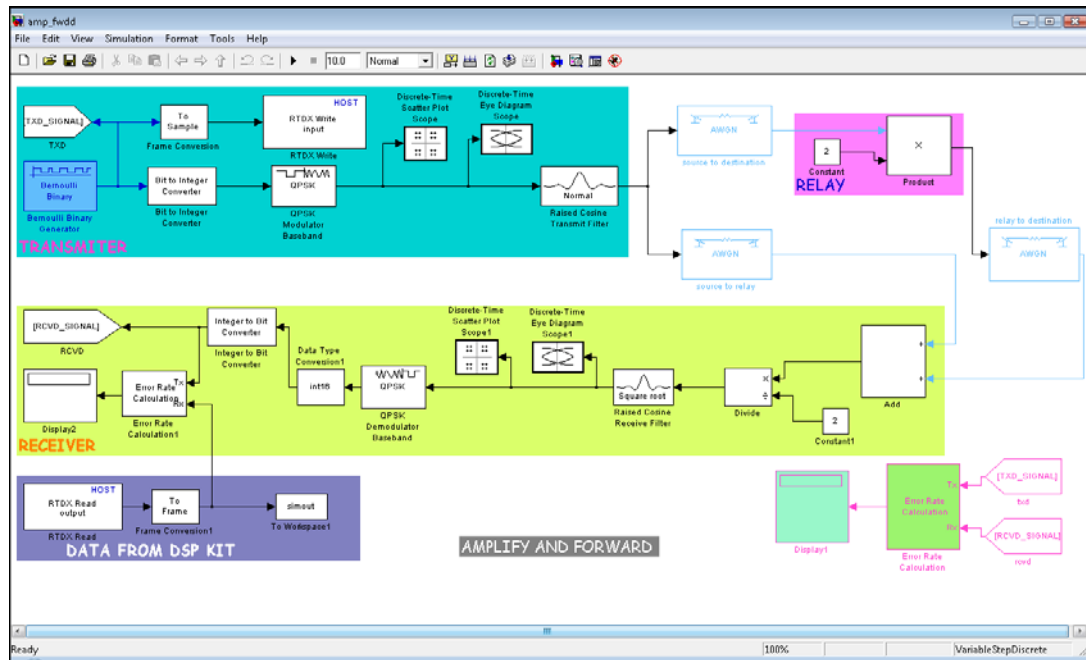 amp_fwdd
File Edit View Simulation Format Tools Help
10.0 Normal
[TXD_SIGNAL]
TXD
To
Sample
Frame Conversion
HOST
RTDX Write
input
RTDX Write
Discrete-Time
Scatter Plot
Scope
Discrete-Time
Eye Diagram
Scope
Bernoulli
Binary
Bernoulli Binary
Generator
Bit to Integer
Converter
Bit to Integer
Converter
QPSK
QPSK
Modulator
Baseband
Normal
Raised Cosine
Transmit Filter
TRANSMITER
AWGN
source to destination
AWGN
source to relay
2
Constant
RELAY
×
Product
relay to destination
AWGN
[RCVD_SIGNAL]
RCVD
Integer to Bit
Converter
Integer to Bit
Converter
Data Type
Conversion1
int16
Discrete-Time
Scatter Plot
Scope1
Discrete-Time
Eye Diagram
Scope1
QPSK
QPSK
Demodulator
Baseband
Square root
Raised Cosine
Receive Filter
×
÷
Divide
2
Constant1
+
+
Add
Display2
Error Rate
Calculation
Tx
Rx
Error Rate
Calculation1
RECEIVER
HOST
RTDX Read
output
RTDX Read
To
Frame
Frame Conversion1
simout
To Workspace1
DATA FROM DSP KIT
AMPLIFY AND FORWARD
Display1
Error Rate
Calculation
Tx
Rx
Error Rate
Calculation
[TXD_SIGNAL]
txd
[RCVD_SIGNAL]
rcvd
Ready 100% VariableStepDiscrete